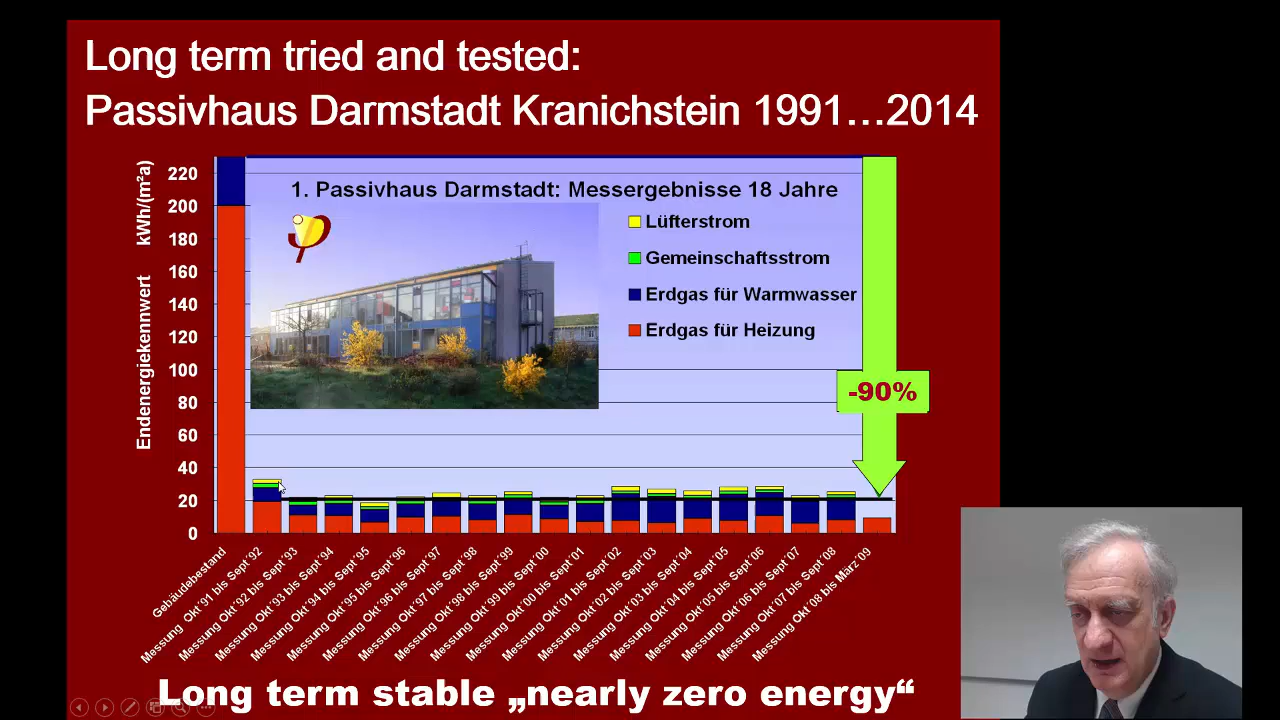 Long term tried and tested:
Passivhaus Darmstadt Kranichstein 1991…2014
Endenergiekennwert kWh/(m²a)
220
200
180
160
140
120
100
80
60
40
20
0
1. Passivhaus Darmstadt: Messergebnisse 18 Jahre
Lüfterstrom
Gemeinschaftsstrom
Erdgas für Warmwasser
Erdgas für Heizung
-90%
Gebäudebestand
Messung Okt´91 bis Sept´92
Messung Okt´92 bis Sept´93
Messung Okt´93 bis Sept´94
Messung Okt´94 bis Sept´95
Messung Okt´95 bis Sept´96
Messung Okt´96 bis Sept´97
Messung Okt´97 bis Sept´98
Messung Okt´98 bis Sept´99
Messung Okt´99 bis Sept´00
Messung Okt´00 bis Sept´01
Messung Okt´01 bis Sept´02
Messung Okt´02 bis Sept´03
Messung Okt´03 bis Sept´04
Messung Okt´04 bis Sept´05
Messung Okt´05 bis Sept´06
Messung Okt´06 bis Sept´07
Messung Okt´07 bis Sept´08
Messung Okt´08 bis März´09
Long term stable „nearly zero energy“